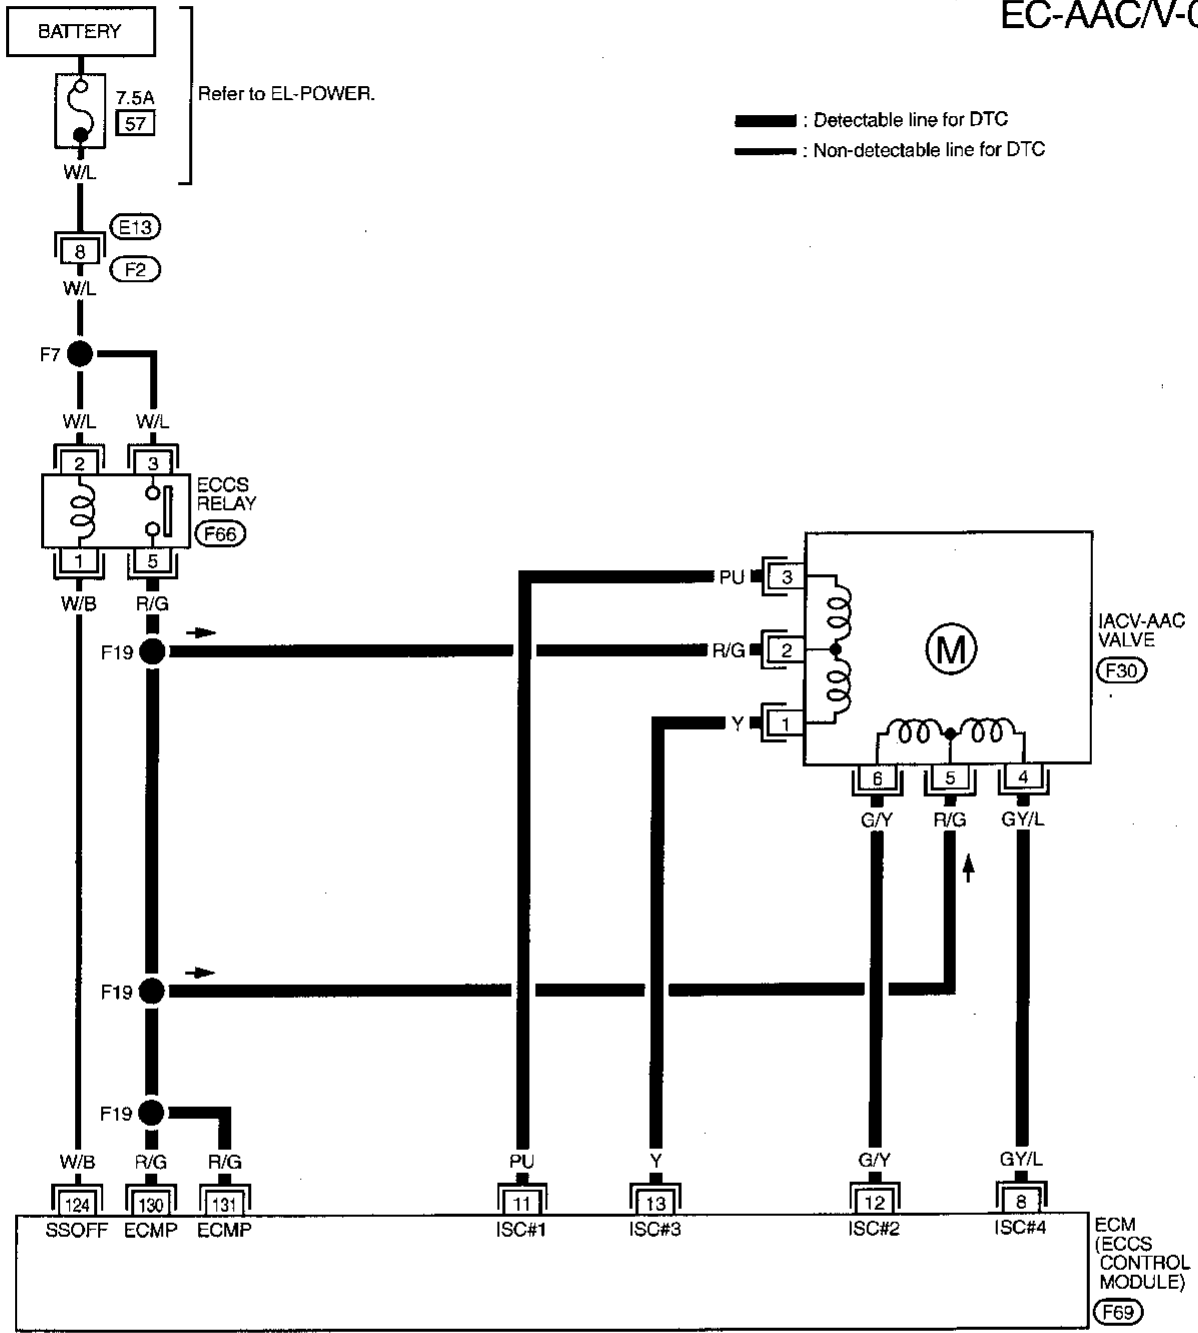 EC-AAC/V-0
BATTERY
7.5A
57
Refer to EL-POWER.
: Detectable line for DTC
: Non-detectable line for DTC
W/L
E13
8
F2
W/L
F7
W/L W/L
2 3
ECCS
RELAY
F66
1 5
W/B R/G
F19
PU 3
R/G 2
Y 1
M
IACV-AAC
VALVE
F30
6 5 4
G/Y R/G GY/L
F19
F19
W/B R/G R/G PU Y G/Y GY/L
124 130 131 11 13 12 8
SSOFF ECMP ECMP ISC#1 ISC#3 ISC#2 ISC#4
ECM
(ECCS
CONTROL
MODULE)
F69